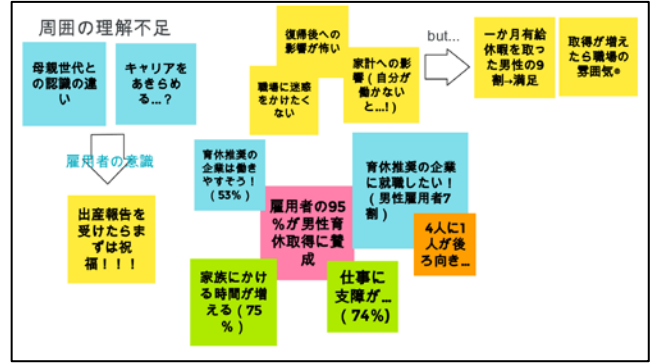 周囲の理解不足
母親世代と
の認識の違
い
キャリアを
あきらめ
る...？
雇用者の意識
出産報告を
受けたらま
ずは祝
福！！！
復帰後への
影響が怖い
職場に迷惑
をかけたく
ない
家計への影
響（自分が
働かない
と...!）
but...
一か月有給
休暇を取っ
た男性の9
割→満足
取得が増え
たら職場の
雰囲気◎
育休推奨の
企業は働き
やすそう！
（53％）
雇用者の95
％が男性育
休取得に賛
成
育休推奨の企業
に就職したい！
（男性雇用者7
割）
4人に1
人が後
ろ向き...
家族にかけ
る時間が増
える（75
％）
仕事に
支障が...
（74%）